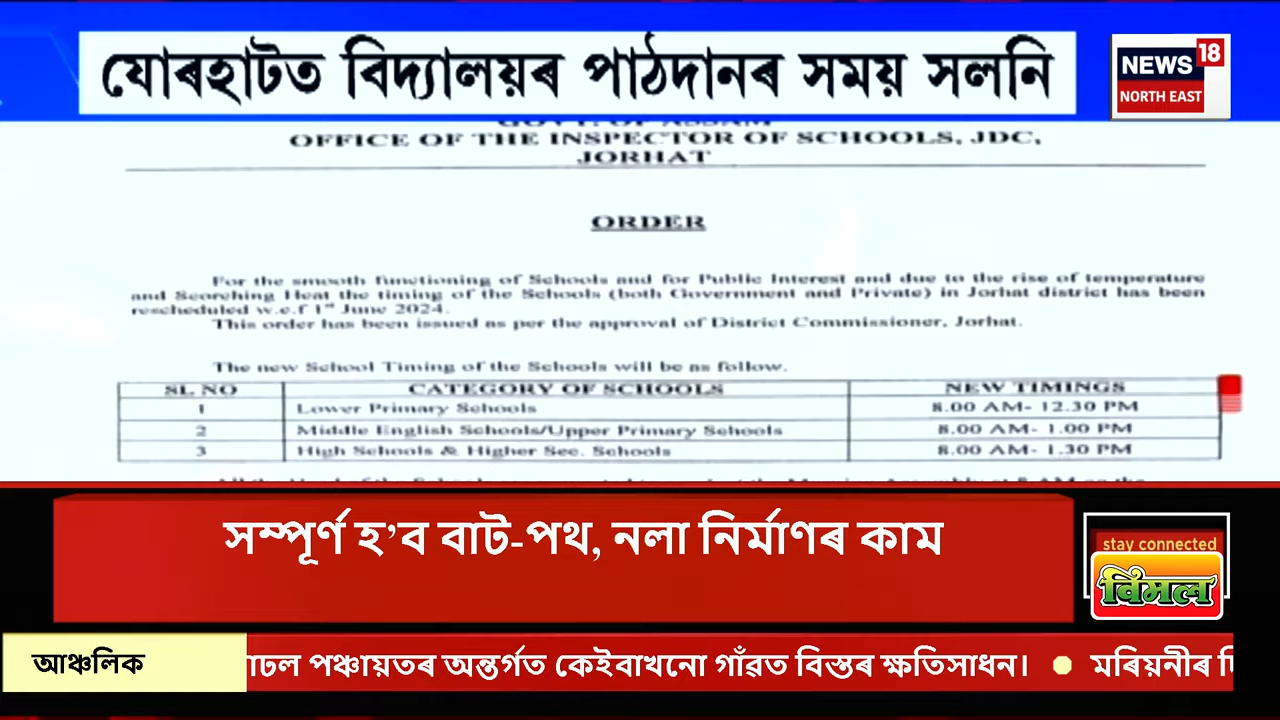 যোৰহাটত বিদ্যালয়ৰ পাঠদানৰ সময় সলনি
NEWS 18
NORTH EAST
GOVT. OF ASSAM
OFFICE OF THE INSPECTOR OF SCHOOLS, JDC,
JORHAT
ORDER
For the smooth functioning of Schools and for Public Interest and due to the rise of temperature
and Scorching Heat the timing of the Schools (both Government and Private) in Jorhat district has been
rescheduled w.e.f 1st June 2024.
This order has been issued as per the approval of District Commissioner, Jorhat.
The new School Timing of the Schools will be as follow.
SL NO CATEGORY OF SCHOOLS NEW TIMINGS
1 Lower Primary Schools 8.00 AM- 12.30 PM
2 Middle English Schools/Upper Primary Schools 8.00 AM- 1.00 PM
3 High Schools & Higher Sec. Schools 8.00 AM- 1.30 PM
সম্পূৰ্ণ হ’ব বাট-পথ, নলা নিৰ্মাণৰ কাম
stay connected
विमल
আঞ্চলিক
পঞ্চায়তৰ অন্তৰ্গত কেইবাখনো গাঁৱত বিস্তৰ ক্ষতিসাধন। মৰিয়নীৰ